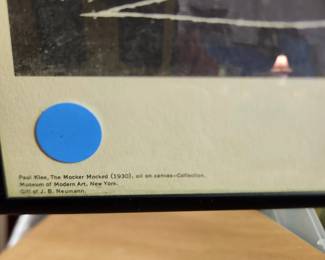 Paul Klee, The Mocker Mocked (1930), oil on canvas—Collection,
Museum of Modern Art, New York.
Gift of J. B. Neumann.